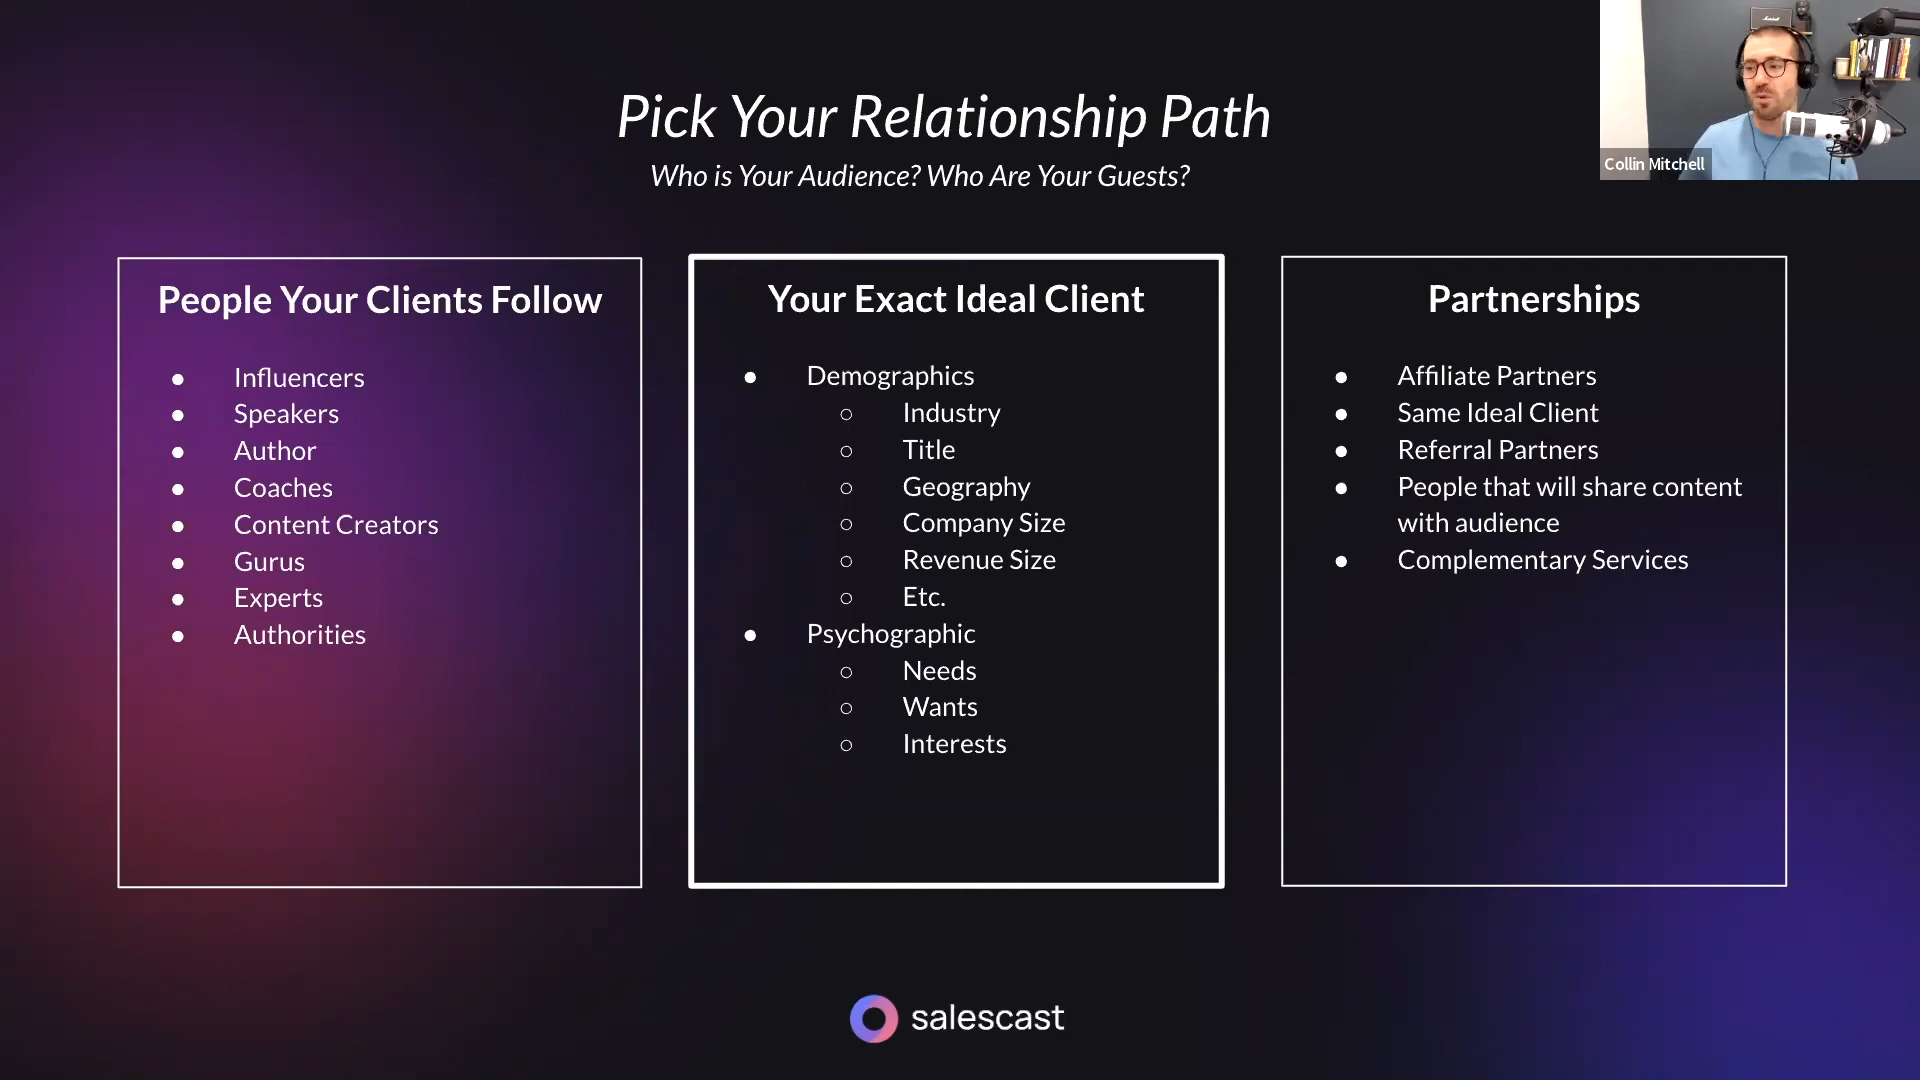 Pick Your Relationship Path
Who is Your Audience? Who Are Your Guests?
Collin Mitchell
People Your Clients Follow
● Influencers
● Speakers
● Author
● Coaches
● Content Creators
● Gurus
● Experts
● Authorities
Your Exact Ideal Client
● Demographics
○ Industry
○ Title
○ Geography
○ Company Size
○ Revenue Size
○ Etc.
● Psychographic
○ Needs
○ Wants
○ Interests
Partnerships
● Affiliate Partners
● Same Ideal Client
● Referral Partners
● People that will share content
with audience
● Complementary Services
salescast